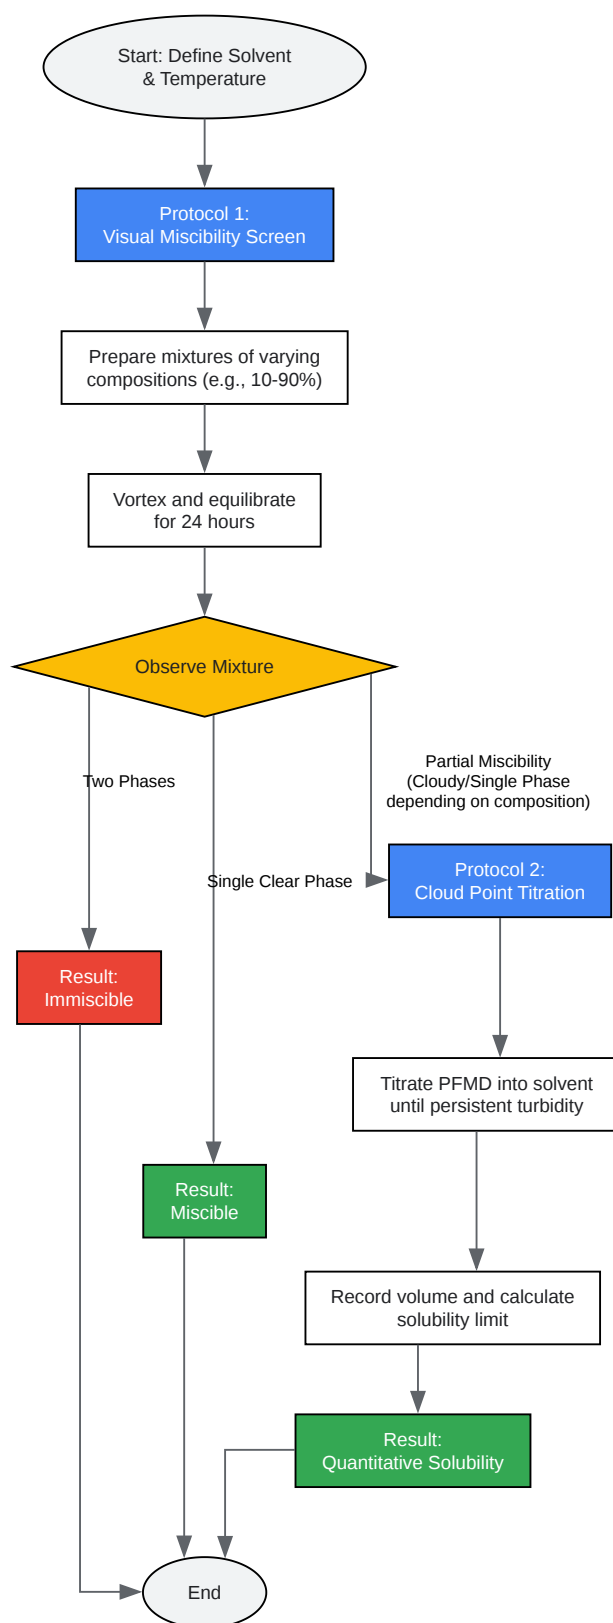 Start: Define Solvent
& Temperature
Protocol 1:
Visual Miscibility Screen
Prepare mixtures of varying
compositions (e.g., 10-90%)
Vortex and equilibrate
for 24 hours
Observe Mixture
Two Phases
Partial Miscibility
(Cloudy/Single Phase
depending on composition)
Single Clear Phase
Protocol 2:
Cloud Point Titration
Result:
Immiscible
Titrate PFMD into solvent
until persistent turbidity
Result:
Miscible
Record volume and calculate
solubility limit
Result:
Quantitative Solubility
End